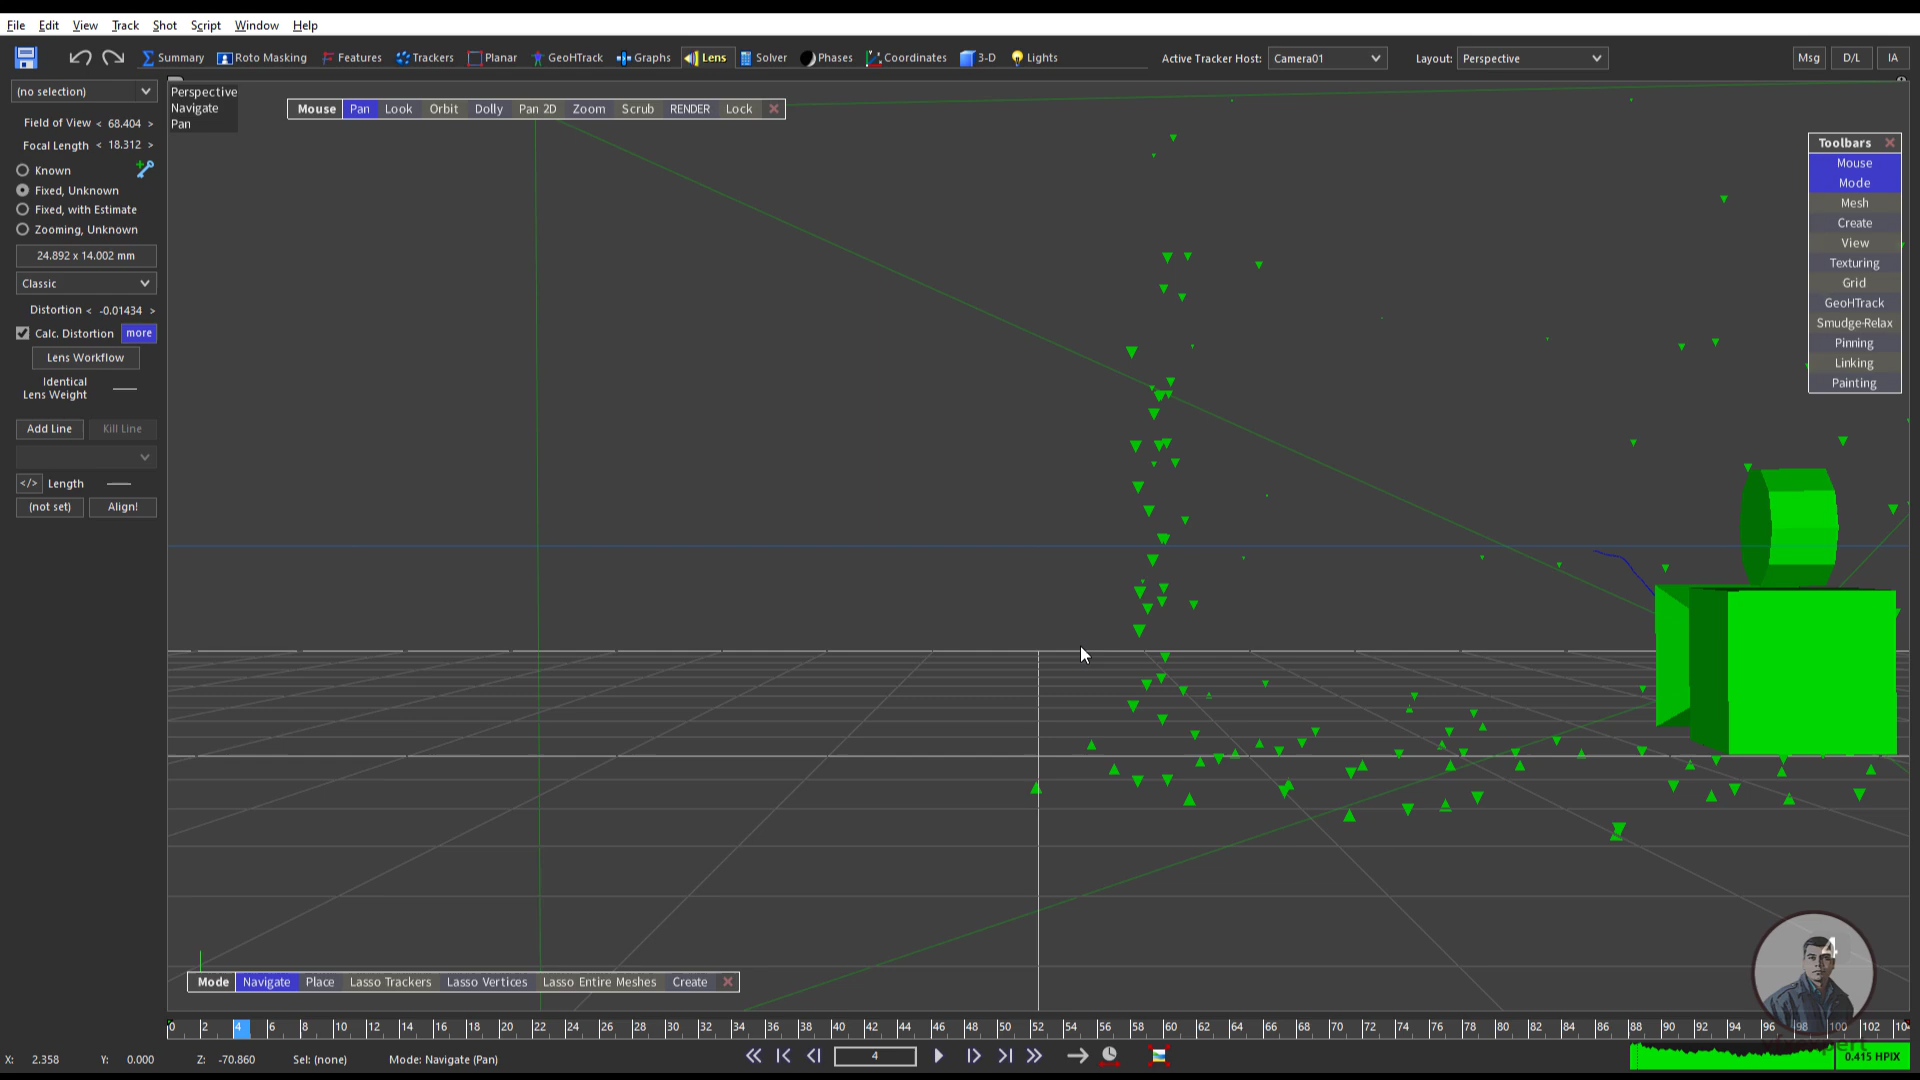 File Edit View Track Shot Script Window Help
Summary Roto Masking Features Trackers Planar GeoHTrack Graphs Lens Solver Phases Coordinates 3-D Lights Active Tracker Host: Camera01 Layout: Perspective Msg D/L IA
(no selection)
Field of View < 68.404 >
Focal Length < 18.312 >
Known
Fixed, Unknown
Fixed, with Estimate
Zooming, Unknown
24.892 x 14.002 mm
Classic
Distortion < -0.01434 >
Calc. Distortion more
Lens Workflow
Identical
Lens Weight
Add Line Kill Line
</> Length
(not set) Align!
Perspective
Navigate
Pan
Mouse Pan Look Orbit Dolly Pan 2D Zoom Scrub RENDER Lock
Toolbars
Mouse
Mode
Mesh
Create
View
Texturing
Grid
GeoHTrack
Smudge-Relax
Pinning
Linking
Painting
4
Mode Navigate Place Lasso Trackers Lasso Vertices Lasso Entire Meshes Create
0 2 4 6 8 10 12 14 16 18 20 22 24 26 28 30 32 34 36 38 40 42 44 46 48 50 52 54 56 58 60 62 64 66 68 70 72 74 76 78 80 82 84 86 88 90 92 94 96 98 100 102 104
X: 2.358 Y: 0.000 Z: -70.860 Sel: (none) Mode: Navigate (Pan) 4 0.415 HPIX